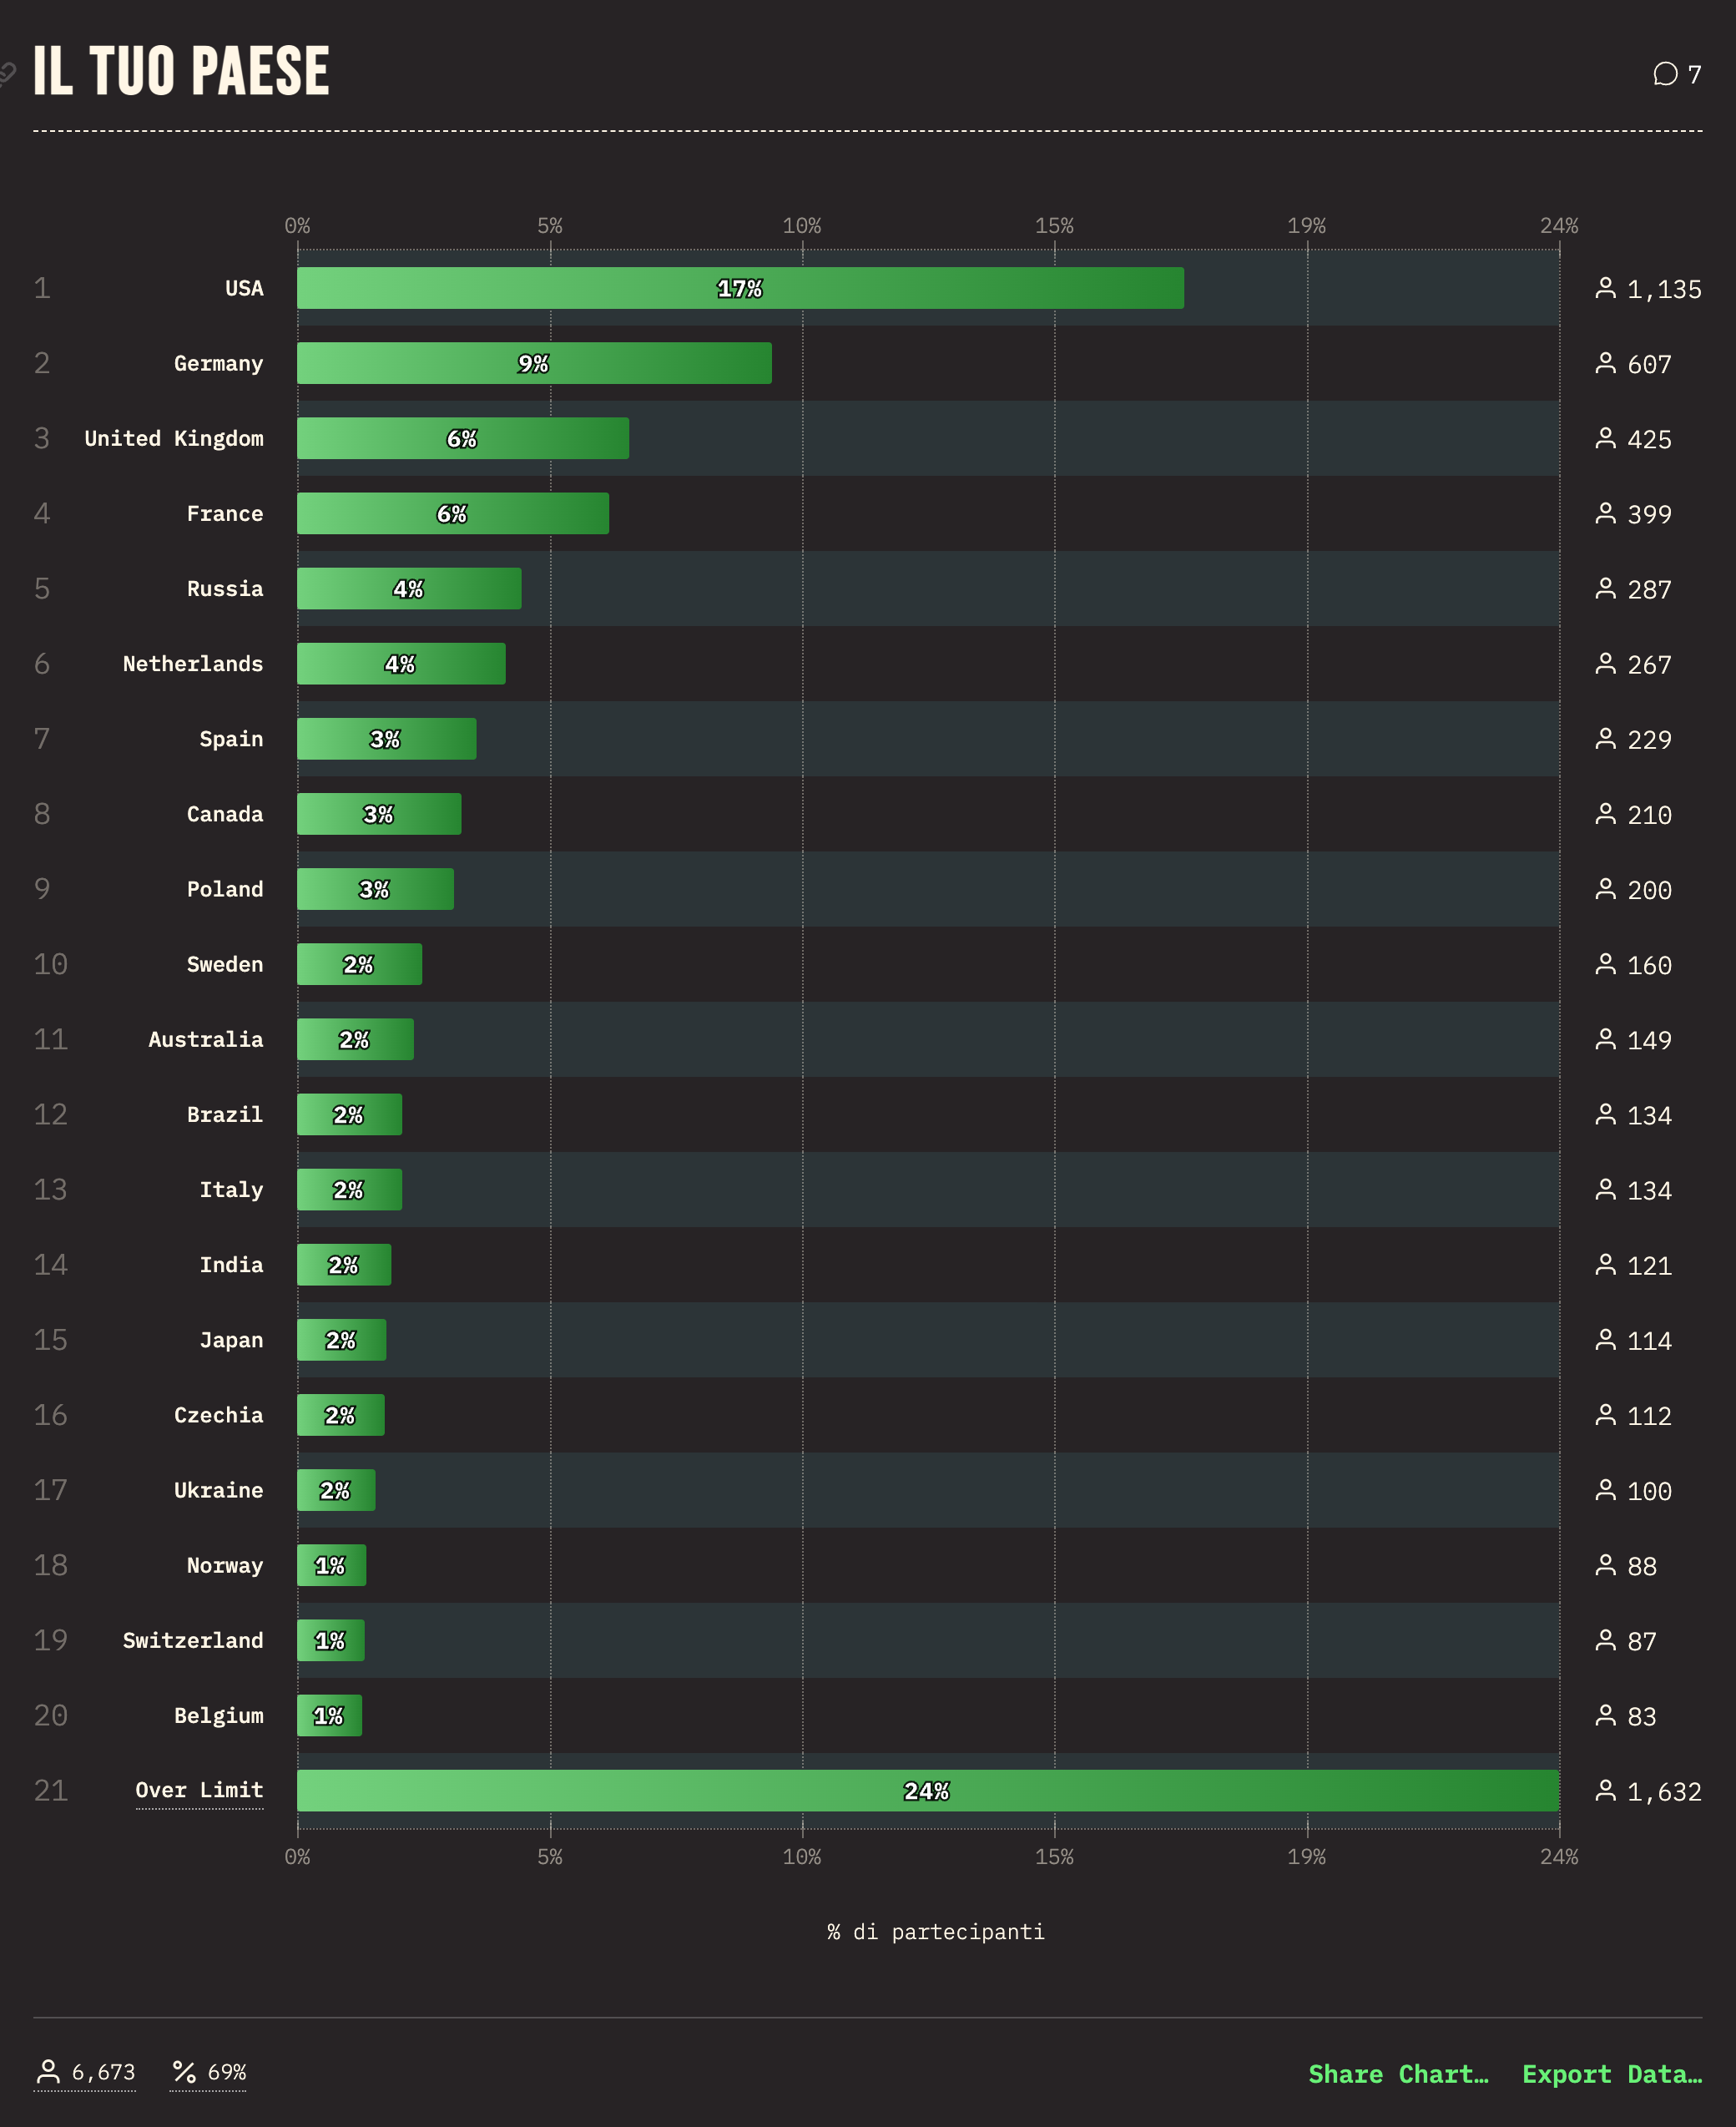 IL TUO PAESE
7
0% 5% 10% 15% 19% 24%
1 USA 17% 1,135
2 Germany 9% 607
3 United Kingdom 6% 425
4 France 6% 399
5 Russia 4% 287
6 Netherlands 4% 267
7 Spain 3% 229
8 Canada 3% 210
9 Poland 3% 200
10 Sweden 2% 160
11 Australia 2% 149
12 Brazil 2% 134
13 Italy 2% 134
14 India 2% 121
15 Japan 2% 114
16 Czechia 2% 112
17 Ukraine 2% 100
18 Norway 1% 88
19 Switzerland 1% 87
20 Belgium 1% 83
21 Over Limit 24% 1,632
0% 5% 10% 15% 19% 24%
% di partecipanti
6,673 % 69% Share Chart… Export Data…